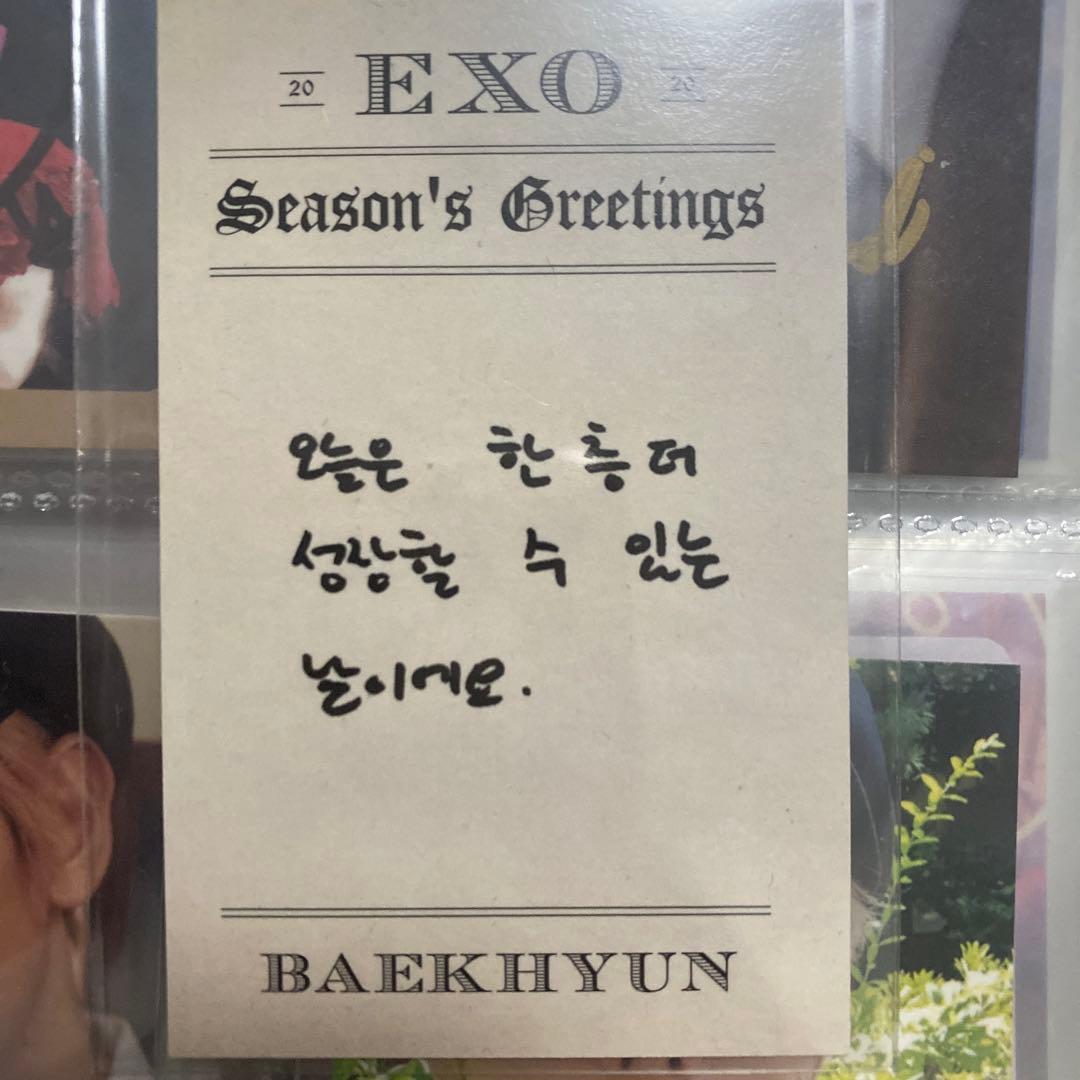 20 EXO 20
Season's Greetings
오늘은 한층 더
성장할 수 있는
날이에요.
BAEKHYUN